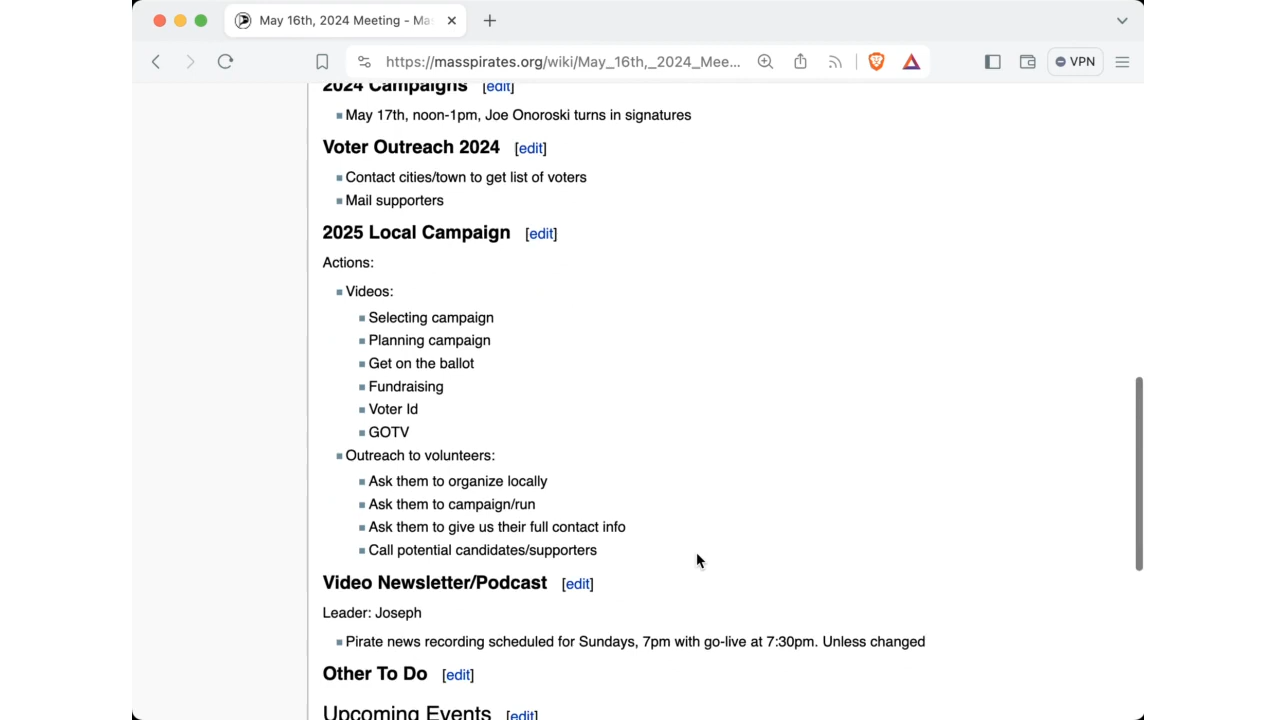 May 16th, 2024 Meeting - Ma
https://masspirates.org/wiki/May_16th,_2024_Mee...
VPN
2024 Campaigns [edit]
May 17th, noon-1pm, Joe Onoroski turns in signatures
Voter Outreach 2024 [edit]
Contact cities/town to get list of voters
Mail supporters
2025 Local Campaign [edit]
Actions:
Videos:
Selecting campaign
Planning campaign
Get on the ballot
Fundraising
Voter Id
GOTV
Outreach to volunteers:
Ask them to organize locally
Ask them to campaign/run
Ask them to give us their full contact info
Call potential candidates/supporters
Video Newsletter/Podcast [edit]
Leader: Joseph
Pirate news recording scheduled for Sundays, 7pm with go-live at 7:30pm. Unless changed
Other To Do [edit]
Upcoming Events [edit]